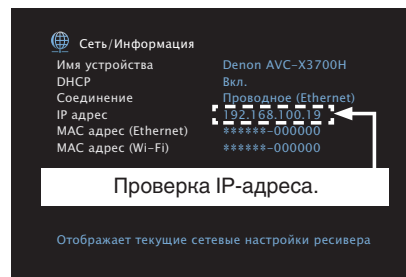 Сеть/Информация
Имя устройства Denon AVC-X3700H
DHCP Вкл.
Соединение Проводное (Ethernet)
IP адрес 192.168.100.19
MAC адрес (Ethernet) ******-000000
MAC адрес (Wi-Fi) ******-000000
Проверка IP-адреса.
Отображает текущие сетевые настройки ресивера